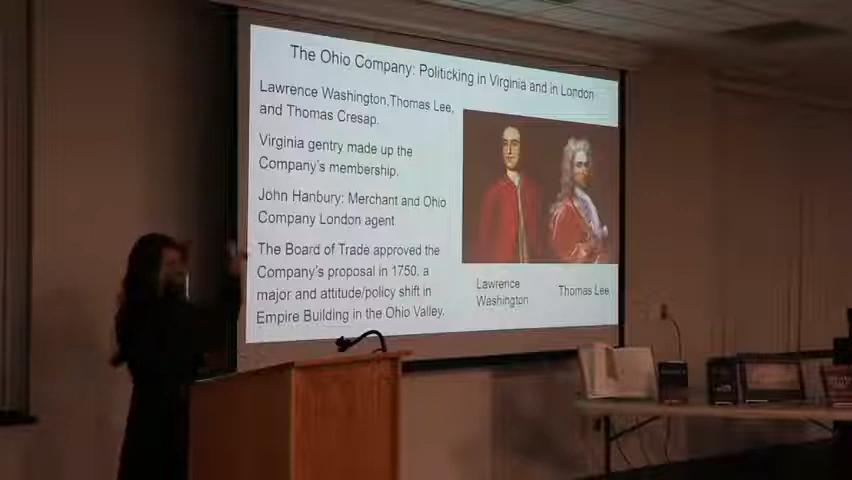 The Ohio Company: Politicking in Virginia and in London
Lawrence Washington,Thomas Lee,
and Thomas Cresap.
Virginia gentry made up the
Company's membership.
John Hanbury: Merchant and Ohio
Company London agent
The Board of Trade approved the
Company's proposal in 1750. a
major and attitude/policy shift in
Empire Building in the Ohio Valley.
Lawrence
Washington
Thomas Lee